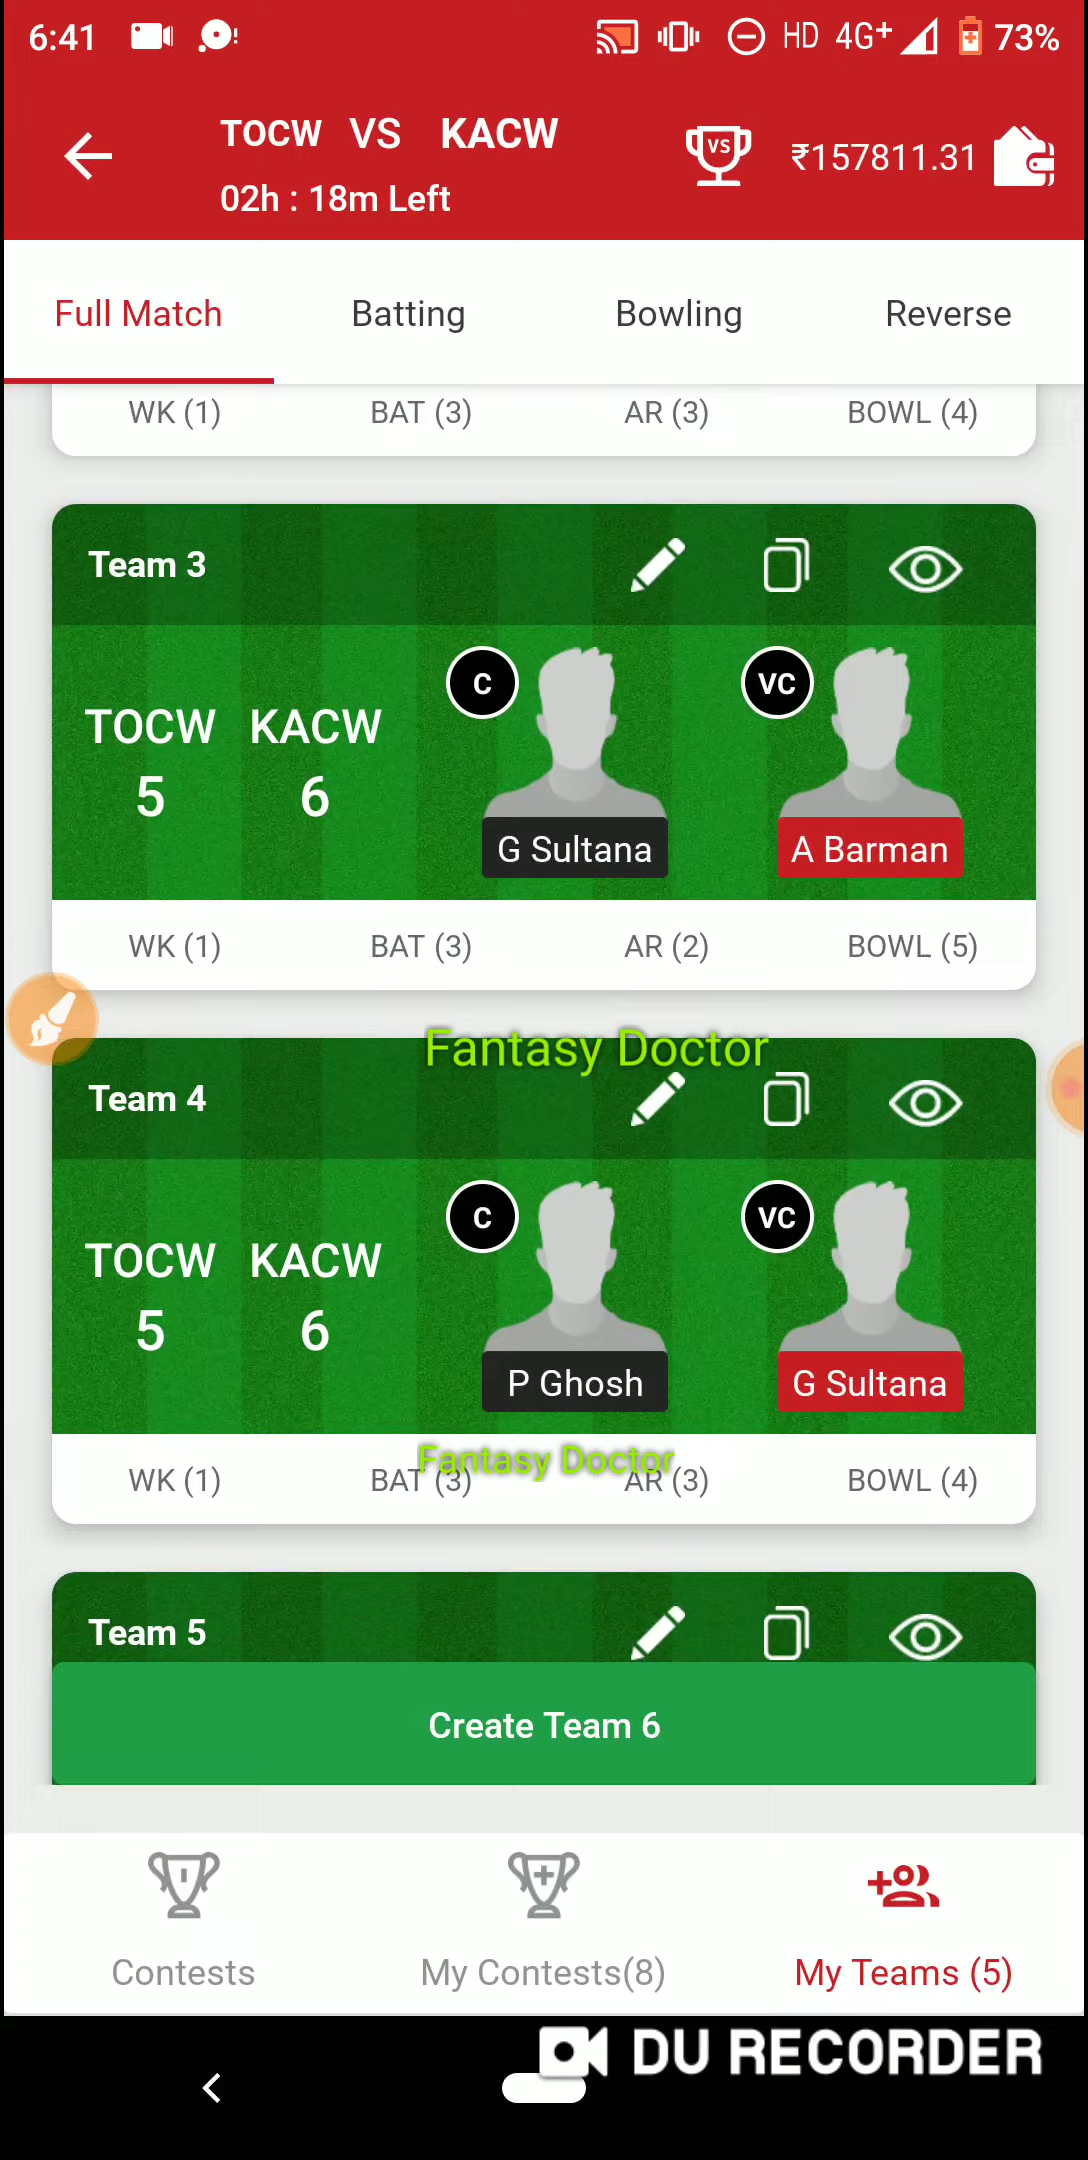 6:41 HD 4G+ 73%
TOCW VS KACW
VS ₹157811.31
02h : 18m Left
Full Match Batting Bowling Reverse
WK (1) BAT (3) AR (3) BOWL (4)
Team 3
C VC
TOCW KACW
5 6
G Sultana A Barman
WK (1) BAT (3) AR (2) BOWL (5)
Fantasy Doctor
Team 4
C VC
TOCW KACW
5 6
P Ghosh G Sultana
Fantasy Doctor
WK (1) BAT (3) AR (3) BOWL (4)
Team 5
Create Team 6
Contests My Contests(8) My Teams (5)
DU RECORDER